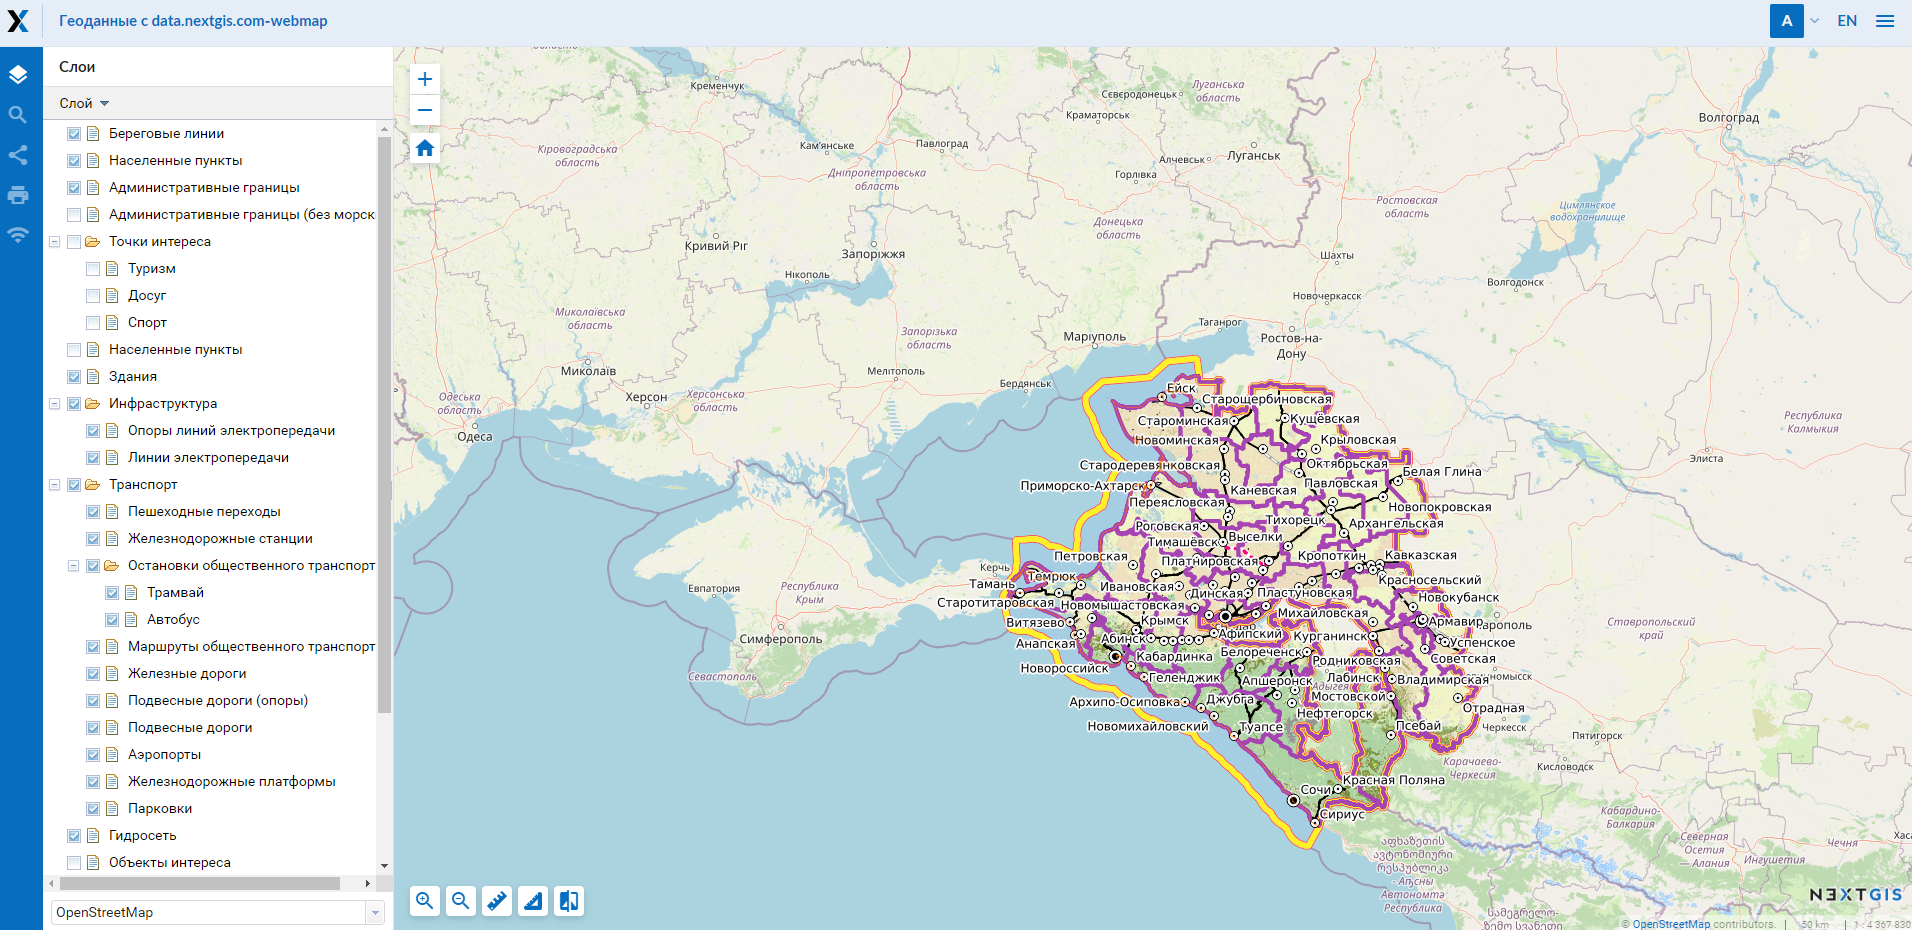 Геоданные с data.nextgis.com-webmap
A
EN
Слои
Слой
Береговые линии
Населенные пункты
Административные границы
Административные границы (без морск
Точки интереса
Туризм
Досуг
Спорт
Населенные пункты
Здания
Инфраструктура
Опоры линий электропередачи
Линии электропередачи
Транспорт
Пешеходные переходы
Железнодорожные станции
Остановки общественного транспорт
Трамвай
Автобус
Маршруты общественного транспорт
Железные дороги
Подвесные дороги (опоры)
Подвесные дороги
Аэропорты
Железнодорожные платформы
Парковки
Гидросеть
Объекты интереса
OpenStreetMap
Кременчук
Сєвєродонецьк
Луганська
область
Краматорськ
Волгоград
Кіровоградська
область
Кам'янське
Павлоград
Алчевськ
Луганськ
Дніпропетровська
область
Горлівка
Ростовская
область
Цимлянское
водохранилище
Донецька
область
Кривий Ріг
Запоріжжя
Шахты
Нікополь
Волгодонск
Новочеркасск
Миколаївська
область
Запорізька
область
Таганрог
Маріуполь
Ростов-на-
Дону
Миколаїв
Мелітополь
Бердянськ
Херсон
Херсонська
область
Одеська
область
Одеса
Республика
Калмыкия
Элиста
Ейск
Старощербиновская
Староминская
Кущёвская
Новоминская
Крыловская
Стародеревянковская
Октябрьская
Белая Глина
Приморско-Ахтарск
Каневская
Павловская
Переясловская
Новопокровская
Роговская
Тихорецк
Архангельская
Тимашёвск
Выселки
Петровская
Платнировская
Кропоткин
Кавказская
Керчь
Темрюк
Тамань
Ивановская
Динская
Пластуновская
Красносельский
Старотитаровская
Новомышастовская
Новокубанск
Михайловская
Витязево
Крымск
Армавир
Афипский
Курганинск
Успенское
Анапская
Абинск
Белореченск
Кабардинка
Родниковская
Советская
Новороссийск
Геленджик
Апшеронск
Лабинск
Владимирская
Мостовской
Архипо-Осиповка
Джубга
Нефтегорск
Отрадная
Новомихайловский
Туапсе
Псебай
Черкесск
Красная Поляна
Сочи
Сириус
Евпатория
Республика
Крым
Симферополь
Севастополь
Ставропольский
край
Пятигорск
Кисловодск
Карачаево-
Черкесия
Кабардино-
Балкария
Северная
Осетия
— Алания
Ингушетия
Чечня
აფხაზეთის
ავტონომიური
რესპუბლიკა
- Аԥсны
Автономтә
Республика
NEXTGIS
© OpenStreetMap contributors.
50 km
1 : 4 367 830